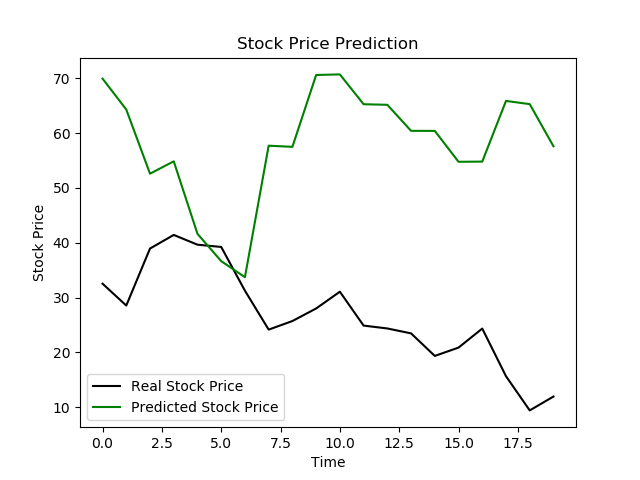 Stock Price Prediction
70
60
50
40
30
20
10
Stock Price
Real Stock Price
Predicted Stock Price
0.0 2.5 5.0 7.5 10.0 12.5 15.0 17.5
Time